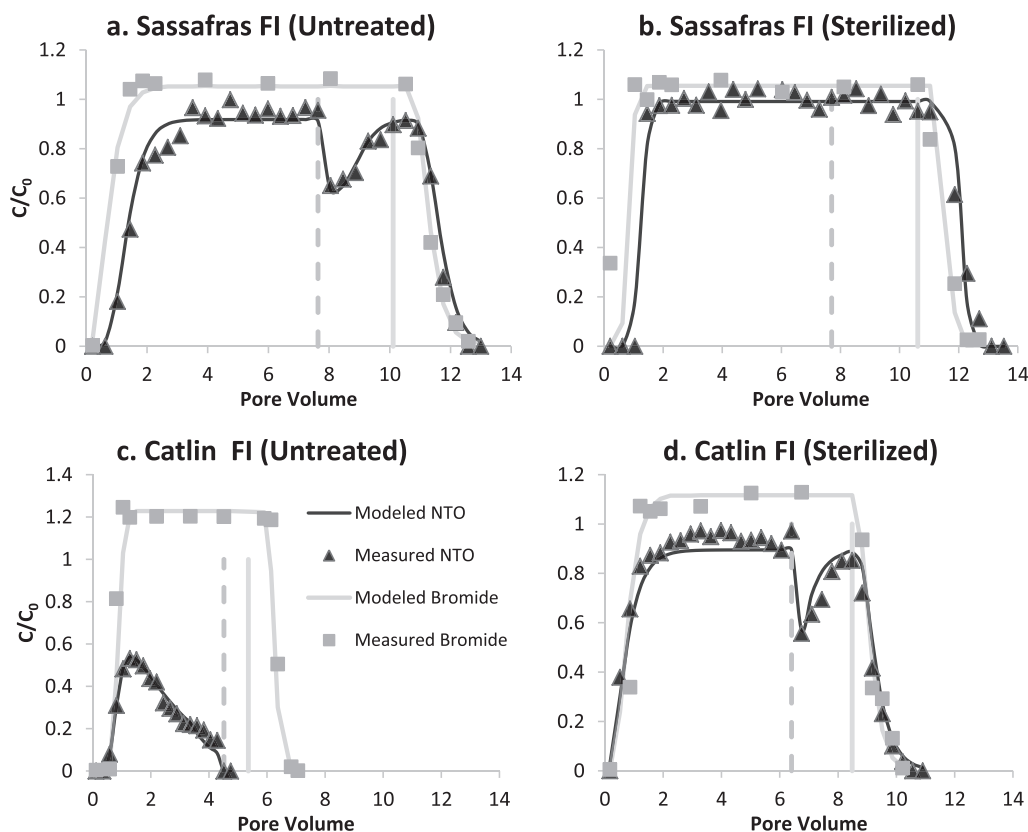 a. Sassafras FI (Untreated)
1.2
1
0.8
0.6
0.4
0.2
0
C/C0
0 2 4 6 8 10 12 14
Pore Volume
b. Sassafras FI (Sterilized)
1.2
1
0.8
0.6
0.4
0.2
0
0 2 4 6 8 10 12 14
Pore Volume
c. Catlin FI (Untreated)
1.4
1.2
1
0.8
0.6
0.4
0.2
0
C/C0
Modeled NTO
Measured NTO
Modeled Bromide
Measured Bromide
0 2 4 6 8 10 12 14
Pore Volume
d. Catlin FI (Sterilized)
1.2
1
0.8
0.6
0.4
0.2
0
0 2 4 6 8 10 12 14
Pore Volume